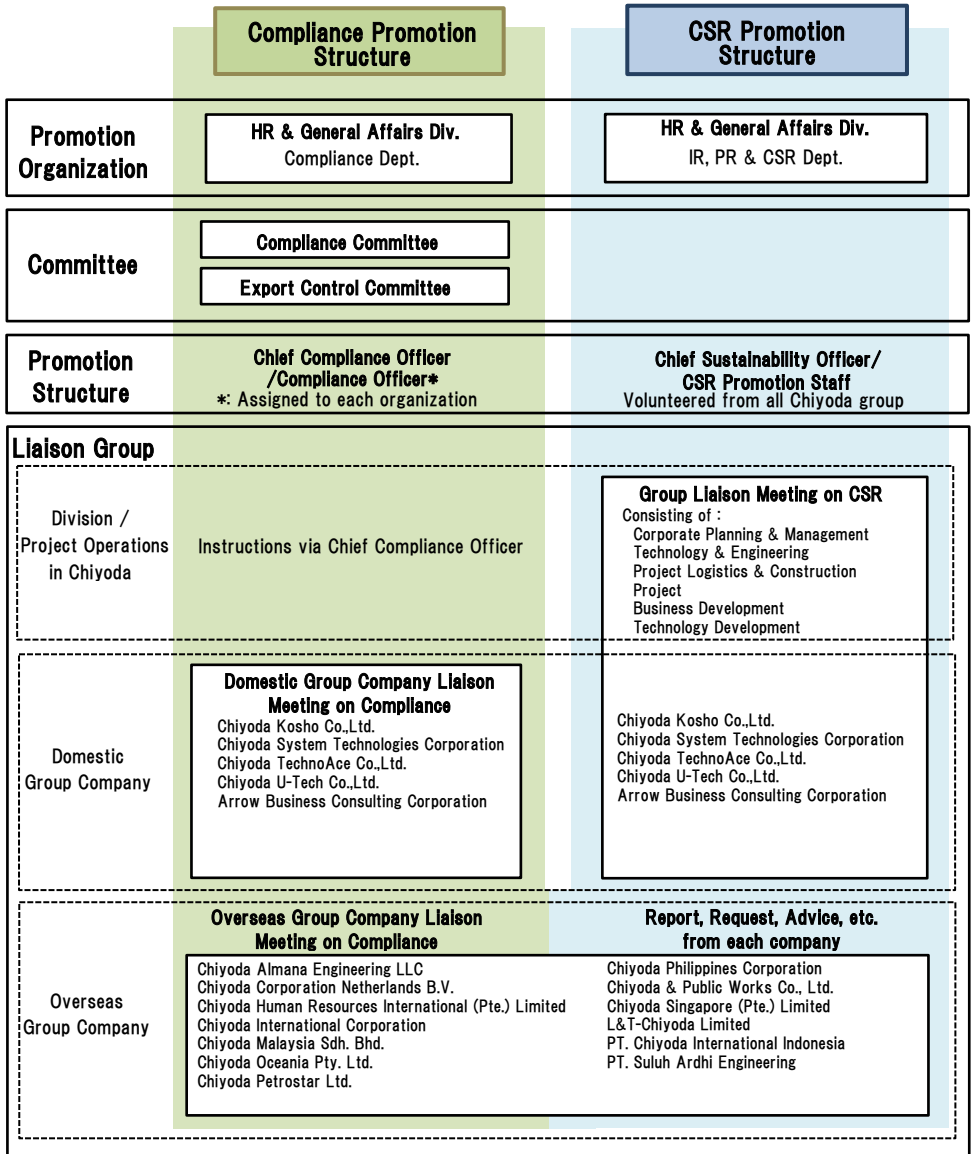 Compliance Promotion
Structure
CSR Promotion
Structure
Promotion
Organization
HR & General Affairs Div.
Compliance Dept.
HR & General Affairs Div.
IR, PR & CSR Dept.
Committee
Compliance Committee
Export Control Committee
Promotion
Structure
Chief Compliance Officer
/Compliance Officer*
*: Assigned to each organization
Chief Sustainability Officer/
CSR Promotion Staff
Volunteered from all Chiyoda group
Liaison Group
Division /
Project Operations
in Chiyoda
Instructions via Chief Compliance Officer
Group Liaison Meeting on CSR
Consisting of :
Corporate Planning & Management
Technology & Engineering
Project Logistics & Construction
Project
Business Development
Technology Development
Domestic
Group Company
Domestic Group Company Liaison
Meeting on Compliance
Chiyoda Kosho Co.,Ltd.
Chiyoda System Technologies Corporation
Chiyoda TechnoAce Co.,Ltd.
Chiyoda U-Tech Co.,Ltd.
Arrow Business Consulting Corporation
Chiyoda Kosho Co.,Ltd.
Chiyoda System Technologies Corporation
Chiyoda TechnoAce Co.,Ltd.
Chiyoda U-Tech Co.,Ltd.
Arrow Business Consulting Corporation
Overseas
Group Company
Overseas Group Company Liaison
Meeting on Compliance
Report, Request, Advice, etc.
from each company
Chiyoda Almana Engineering LLC
Chiyoda Corporation Netherlands B.V.
Chiyoda Human Resources International (Pte.) Limited
Chiyoda International Corporation
Chiyoda Malaysia Sdh. Bhd.
Chiyoda Oceania Pty. Ltd.
Chiyoda Petrostar Ltd.
Chiyoda Philippines Corporation
Chiyoda & Public Works Co., Ltd.
Chiyoda Singapore (Pte.) Limited
L&T-Chiyoda Limited
PT. Chiyoda International Indonesia
PT. Suluh Ardhi Engineering